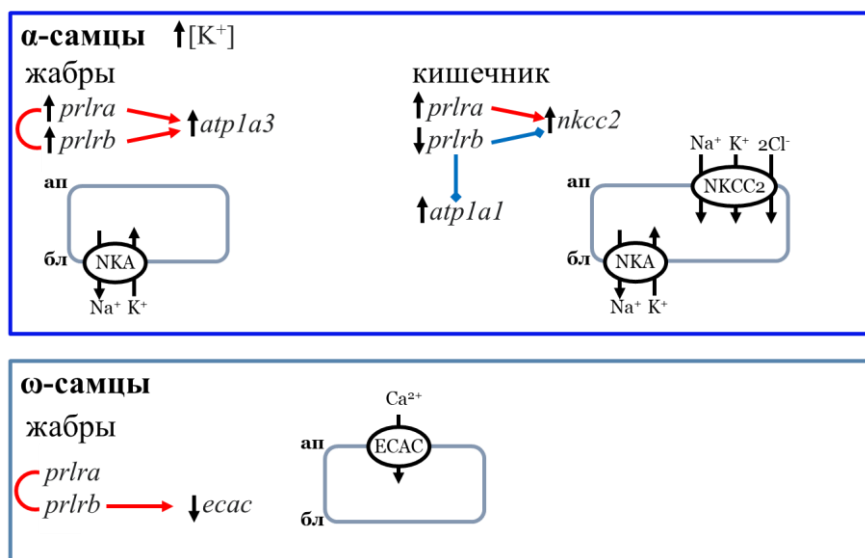 α-самцы [K⁺]
жабры
prlra
prlrb
atp1a3
ап
бл
NKA
Na⁺ K⁺
кишечник
prlra
prlrb
nkcc2
atp1a1
Na⁺ K⁺ 2Cl⁻
ап
NKCC2
бл
NKA
Na⁺ K⁺
ω-самцы
жабры
prlra
prlrb
ecac
Ca²⁺
ап
ECAC
бл